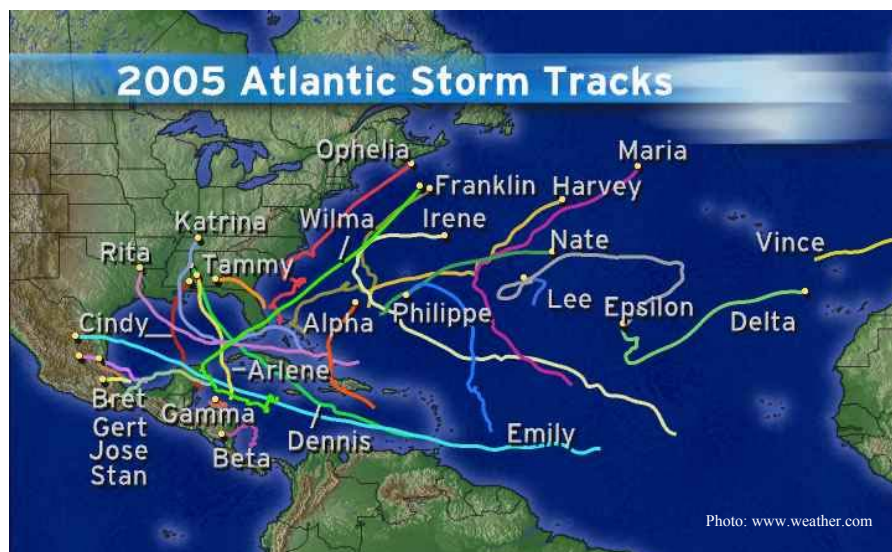 2005 Atlantic Storm Tracks
Ophelia
Maria
Franklin
Harvey
Katrina
Wilma
Irene
Rita
Tammy
Nate
Vince
Cindy
Alpha
Philippe
Lee
Epsilon
Delta
Arlene
Bret
Gamma
Gert
Dennis
Emily
Jose
Beta
Stan
Photo: www.weather.com